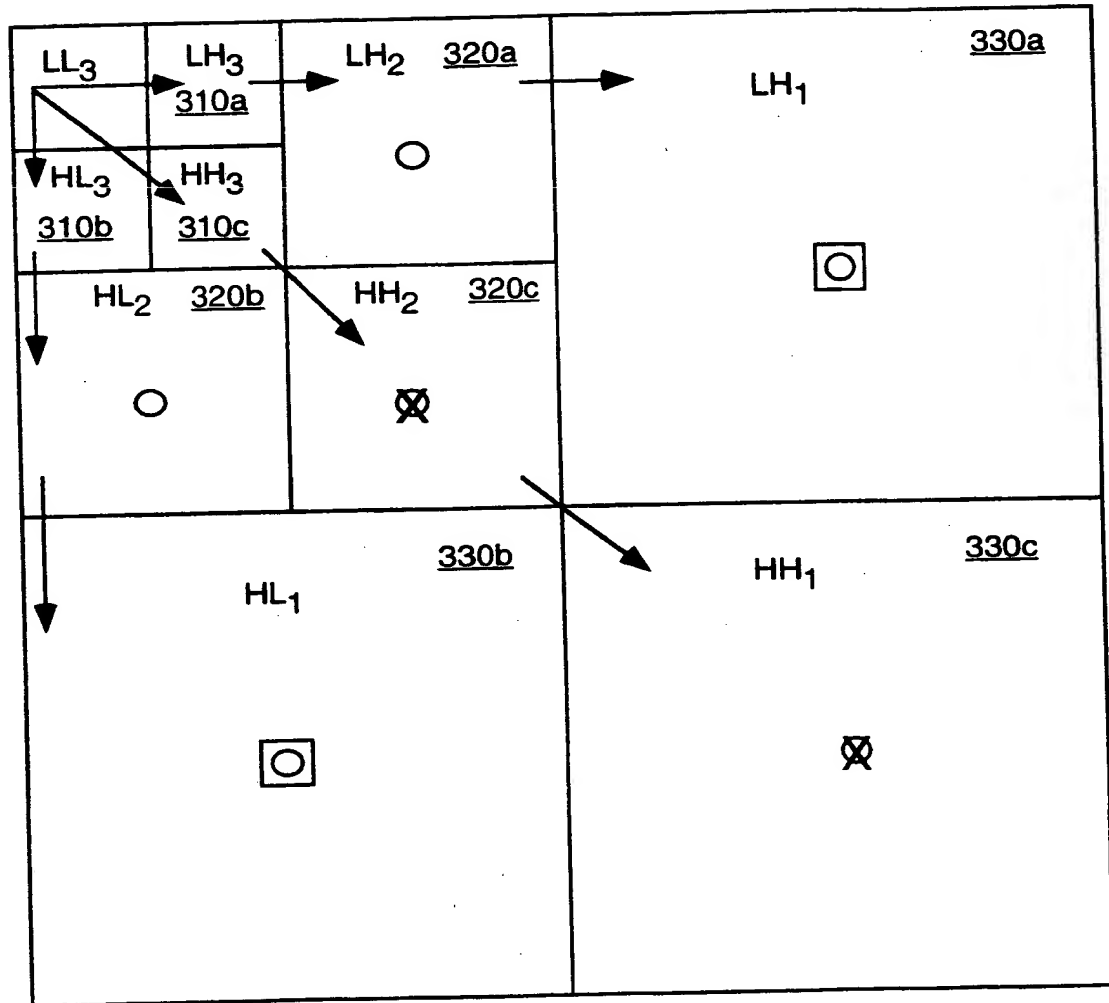 LL3
LH3
310a
LH2 320a
LH1
330a
HL3
310b
HH3
310c
HL2 320b
HH2 320c
HL1
330b
HH1
330c
X
X